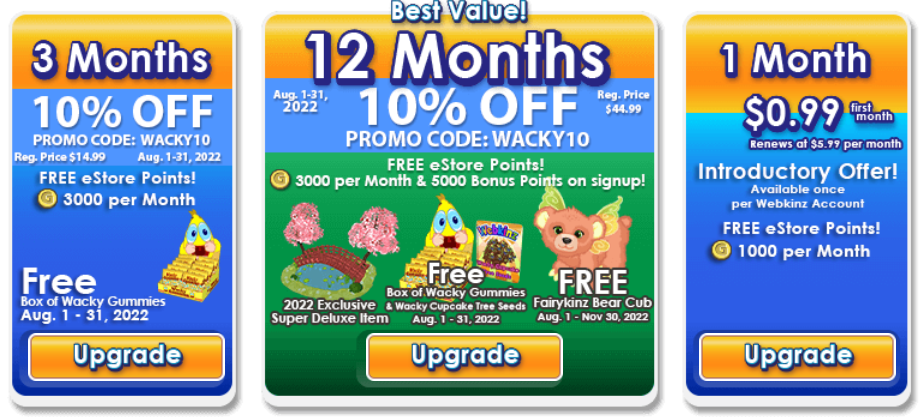 3 Months
10% OFF
PROMO CODE: WACKY10
Reg. Price $14.99 Aug. 1-31, 2022
FREE eStore Points!
G 3000 per Month
Free
Box of Wacky Gummies
Aug. 1 - 31, 2022
Upgrade
Best Value!
12 Months
Aug. 1-31,
2022
10% OFF
Reg. Price
$44.99
PROMO CODE: WACKY10
FREE eStore Points!
G 3000 per Month & 5000 Bonus Points on signup!
2022 Exclusive
Super Deluxe Item
Webkinz
Free
Box of Wacky Gummies
& Wacky Cupcake Tree Seeds
Aug. 1 - 31, 2022
FREE
Fairykinz Bear Cub
Aug. 1 - Nov 30, 2022
Upgrade
1 Month
$0.99 first
month
Renews at $5.99 per month
Introductory Offer!
Available once
per Webkinz Account
FREE eStore Points!
G 1000 per Month
Upgrade